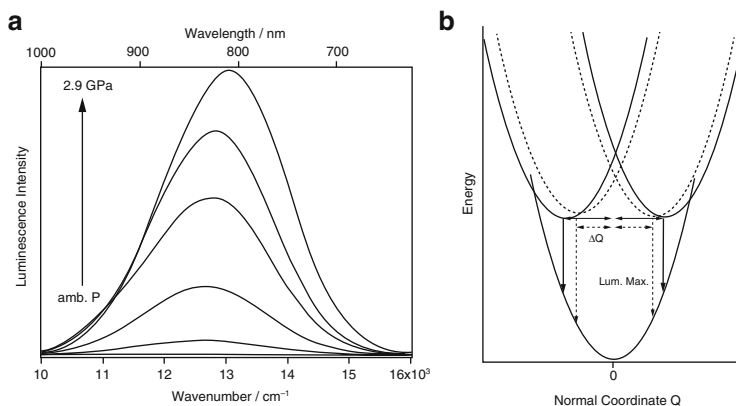 a
Wavelength / nm
1000 900 800 700
2.9 GPa
amb. P
Luminescence Intensity
10 11 12 13 14 15 16x10³
Wavenumber / cm⁻¹
b
Energy
ΔQ
Lum. Max.
0
Normal Coordinate Q